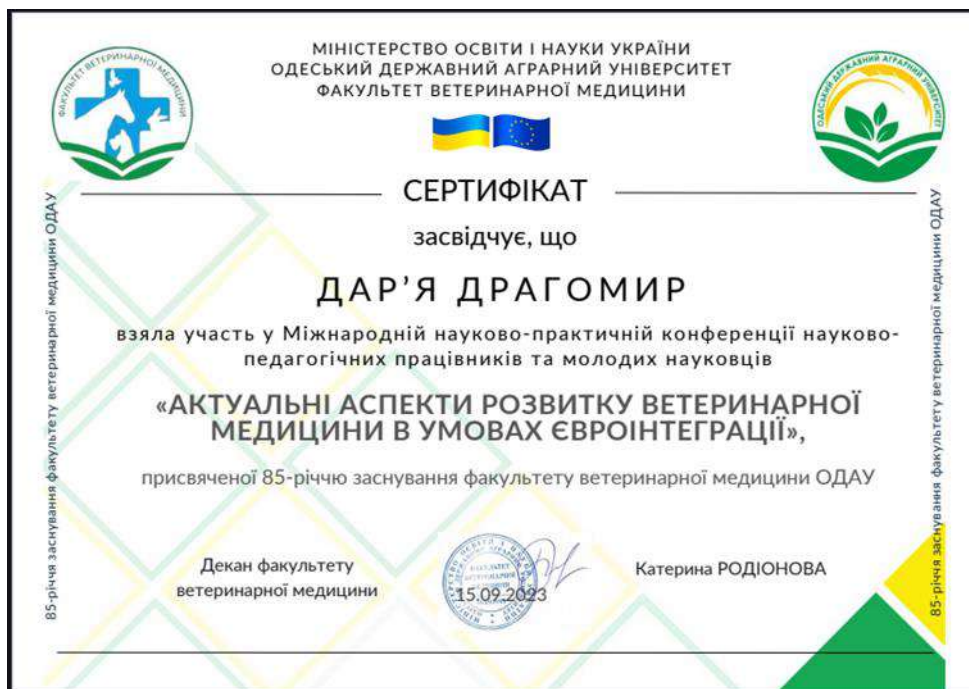 МІНІСТЕРСТВО ОСВІТИ І НАУКИ УКРАЇНИ
ОДЕСЬКИЙ ДЕРЖАВНИЙ АГРАРНИЙ УНІВЕРСИТЕТ
ФАКУЛЬТЕТ ВЕТЕРИНАРНОЇ МЕДИЦИНИ
ФАКУЛЬТЕТ ВЕТЕРИНАРНОЇ МЕДИЦИНИ
ОДЕСЬКИЙ ДЕРЖАВНИЙ АГРАРНИЙ УНІВЕРСИТЕТ
СЕРТИФІКАТ
засвідчує, що
ДАР’Я ДРАГОМИР
взяла участь у Міжнародній науково-практичній конференції науково-
педагогічних працівників та молодих науковців
«АКТУАЛЬНІ АСПЕКТИ РОЗВИТКУ ВЕТЕРИНАРНОЇ
МЕДИЦИНИ В УМОВАХ ЄВРОІНТЕГРАЦІЇ»,
присвяченої 85-річчю заснування факультету ветеринарної медицини ОДАУ
85-річчя заснування факультету ветеринарної медицини ОДАУ
85-річчя заснування факультету ветеринарної медицини ОДАУ
Декан факультету
ветеринарної медицини
15.09.2023
Катерина РОДІОНОВА